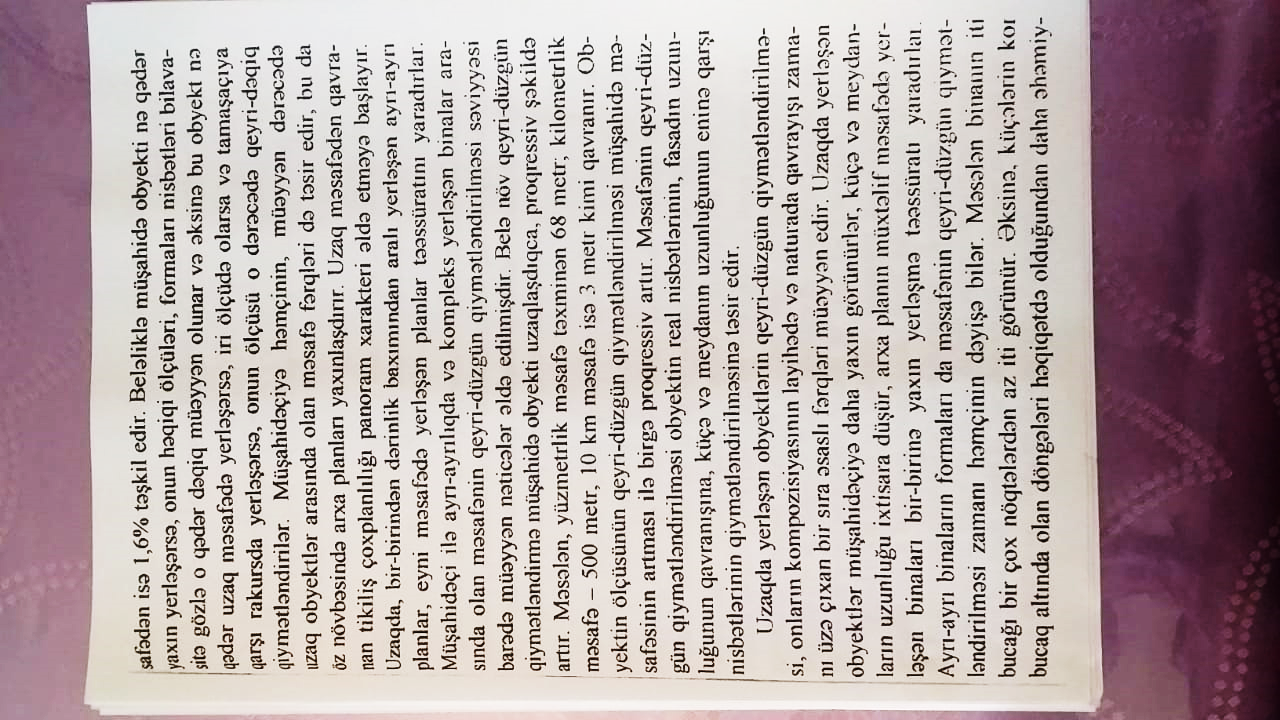 safədən isə 1,6% təşkil edir. Beləliklə müşahidə obyekti nə qədər
yaxın yerləşərsə, onun həqiqi ölçüləri, formaları nisbətləri bilava-
sitə gözlə o qədər dəqiq müəyyən olunar və əksinə bu obyekt nə
qədər uzaq məsafədə yerləşərsə, iri ölçüdə olarsa və tamaşaçıya
qarşı rakursda yerləşərsə, onun ölçüsü o dərəcədə qeyri-dəqiq
qiymətləndirilər. Müşahidəçiyə həmçinin, müəyyən dərəcədə
uzaq obyektlər arasında olan məsafə fərqləri də təsir edir, bu da
öz növbəsində arxa planları yaxınlaşdırır. Uzaq məsafədən qavra-
nan tikiliş çoxplanlılığı panoram xarakteri əldə etməyə başlayır.
Uzaqda, bir-birindən dərinlik baxımından aralı yerləşən ayrı-ayrı
planlar, eyni məsafədə yerləşən planlar təəssüratını yaradırlar.
Müşahidəçi ilə ayrı-ayrılıqda və kompleks yerləşən binalar ara-
sında olan məsafənin qeyri-düzgün qiymətləndirilməsi səviyyəsi
barədə müəyyən nəticələr əldə edilmişdir. Belə növ qeyri-düzgün
qiymətləndirmə müşahidə obyekti uzaqlaşdıqca, proqressiv şəkildə
artır. Məsələn, yüzmetrlik məsafə təxminən 68 metr; kilometrlik
məsafə – 500 metr, 10 km məsafə isə 3 metr kimi qavranır. Ob-
yektin ölçüsünün qeyri-düzgün qiymətləndirilməsi müşahidə mə-
safəsinin artması ilə birgə proqressiv artır. Məsafənin qeyri-düz-
gün qiymətləndirilməsi obyektin real nisbətlərinin, fasadın uzun-
luğunun qavranışına, küçə və meydanın uzunluğunun eninə qarşı
nisbətlərinin qiymətləndirilməsinə təsir edir.
Uzaqda yerləşən obyektlərin qeyri-düzgün qiymətləndirilmə-
si, onların kompozisiyasının layihədə və naturada qavrayışı zama-
nı üzə çıxan bir sıra əsaslı fərqləri müəyyən edir. Uzaqda yerləşən
obyektlər müşahidəçiyə daha yaxın görünürlər, küçə və meydan-
ların uzunluğu ixtisara düşür, arxa planın müxtəlif məsafədə yer-
ləşən binaları bir-birinə yaxın yerləşmə təəssüratı yaradırlar.
Ayrı-ayrı binaların formaları da məsafənin qeyri-düzgün qiymət-
ləndirilməsi zamanı həmçinin dəyişə bilər. Məsələn binanın iti
bucağı bir çox nöqtələrdən az iti görünür. Əksinə, küçələrin kor
bucaq altında olan döngələri həqiqətdə olduğundan daha əhəmiy-